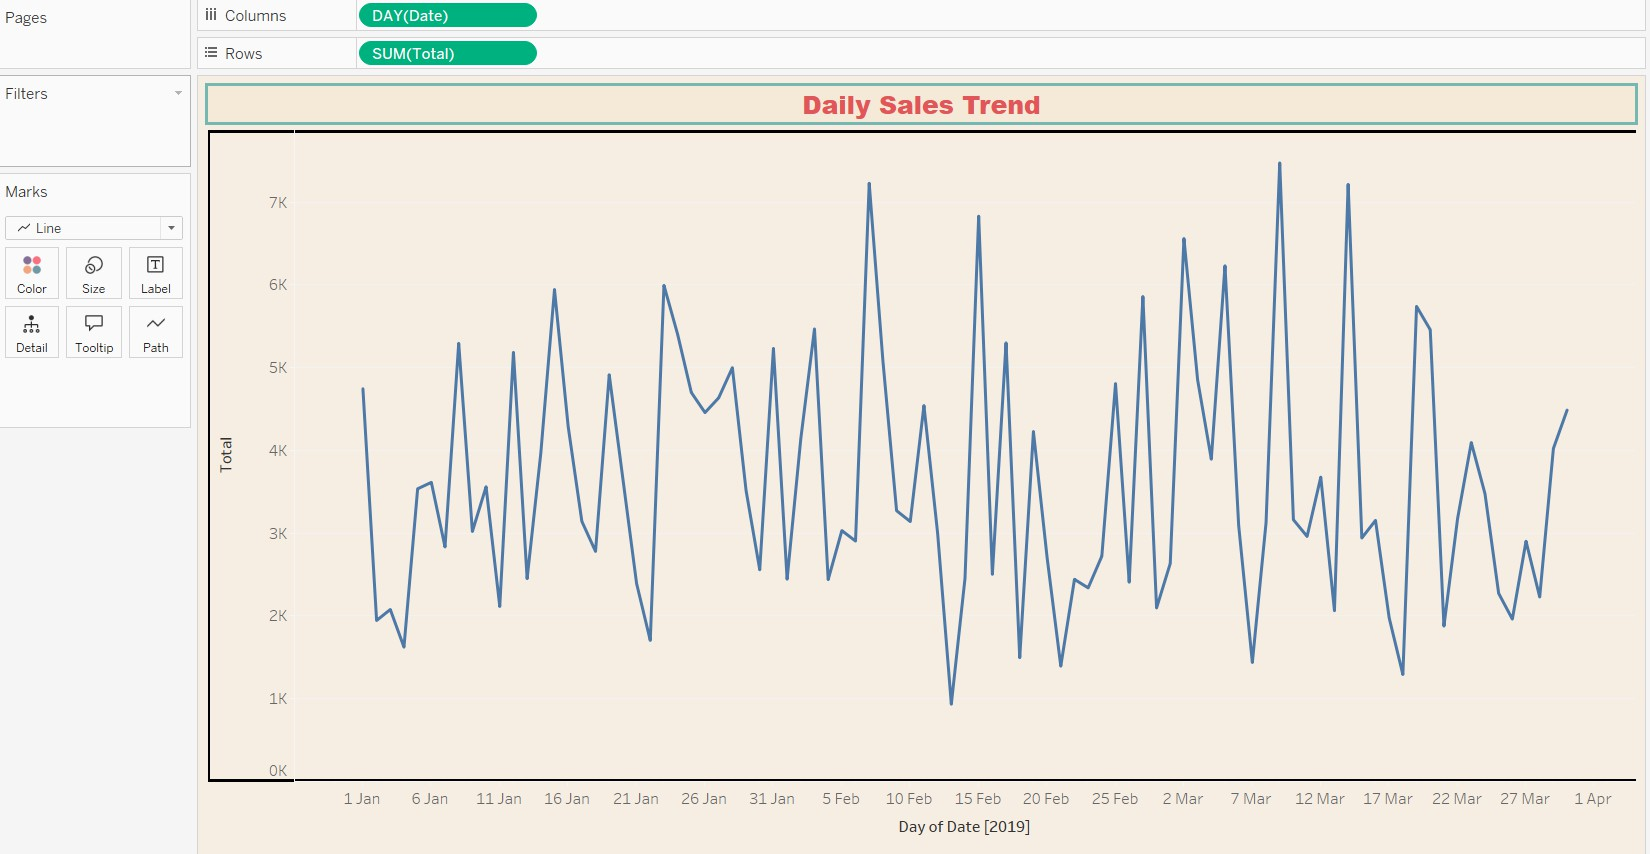 Pages
Columns
DAY(Date)
Rows
SUM(Total)
Filters
Marks
Line
Color
Size
Label
Detail
Tooltip
Path
Daily Sales Trend
7K
6K
5K
4K
3K
2K
1K
0K
Total
1 Jan 6 Jan 11 Jan 16 Jan 21 Jan 26 Jan 31 Jan 5 Feb 10 Feb 15 Feb 20 Feb 25 Feb 2 Mar 7 Mar 12 Mar 17 Mar 22 Mar 27 Mar 1 Apr
Day of Date [2019]